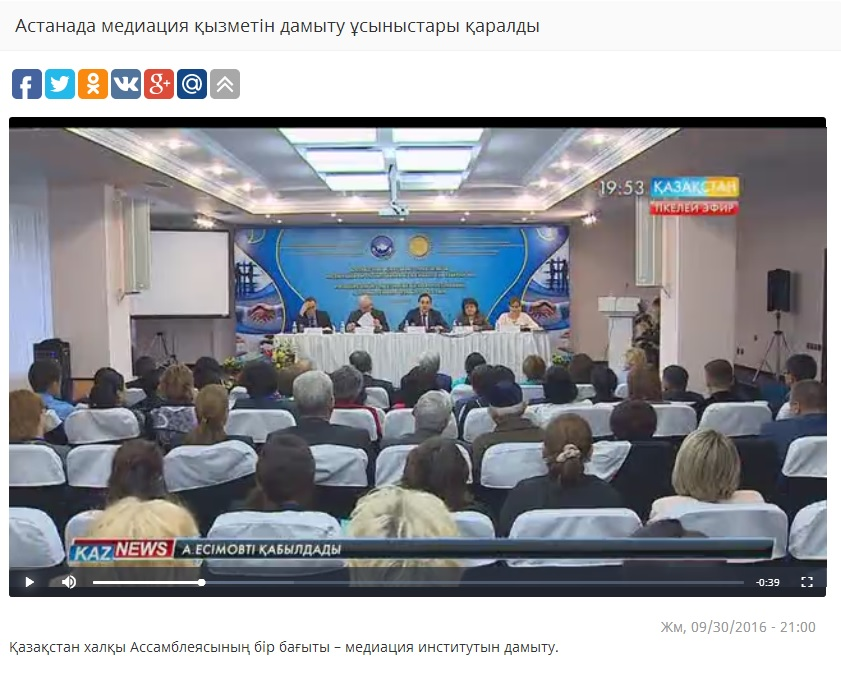 Астанада медиация қызметін дамыту ұсыныстары қаралды
19:53 ҚАЗАҚСТАН
ТІКЕЛЕЙ ЭФИР
KAZ NEWS А.ЕСІМОВТІ ҚАБЫЛДАДЫ
-0:39
Жм, 09/30/2016 - 21:00
Қазақстан халқы Ассамблеясының бір бағыты – медиация институтын дамыту.